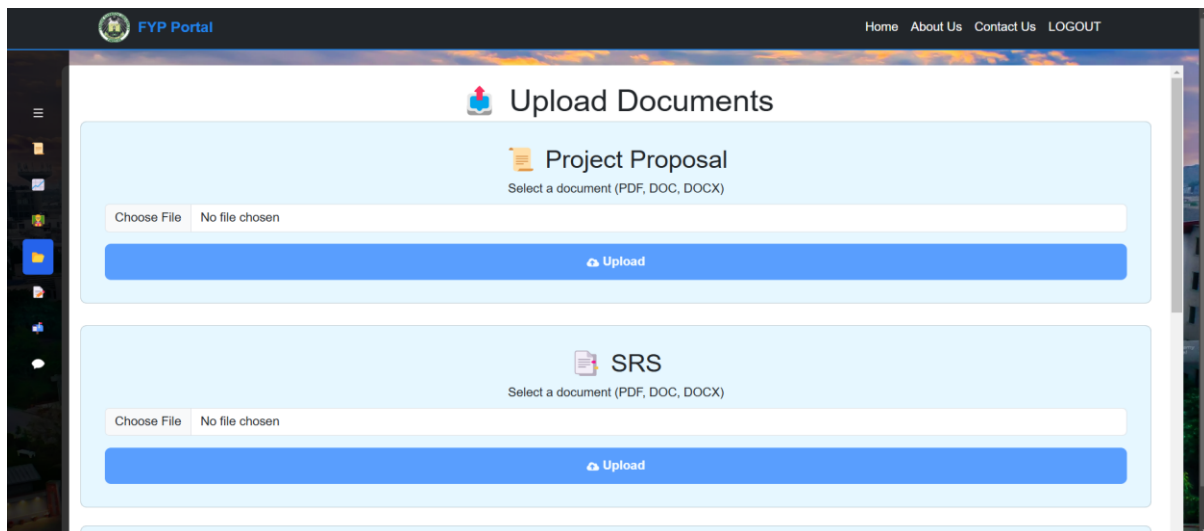 FYP Portal
Home About Us Contact Us LOGOUT
Upload Documents
Project Proposal
Select a document (PDF, DOC, DOCX)
Choose File No file chosen
Upload
SRS
Select a document (PDF, DOC, DOCX)
Choose File No file chosen
Upload